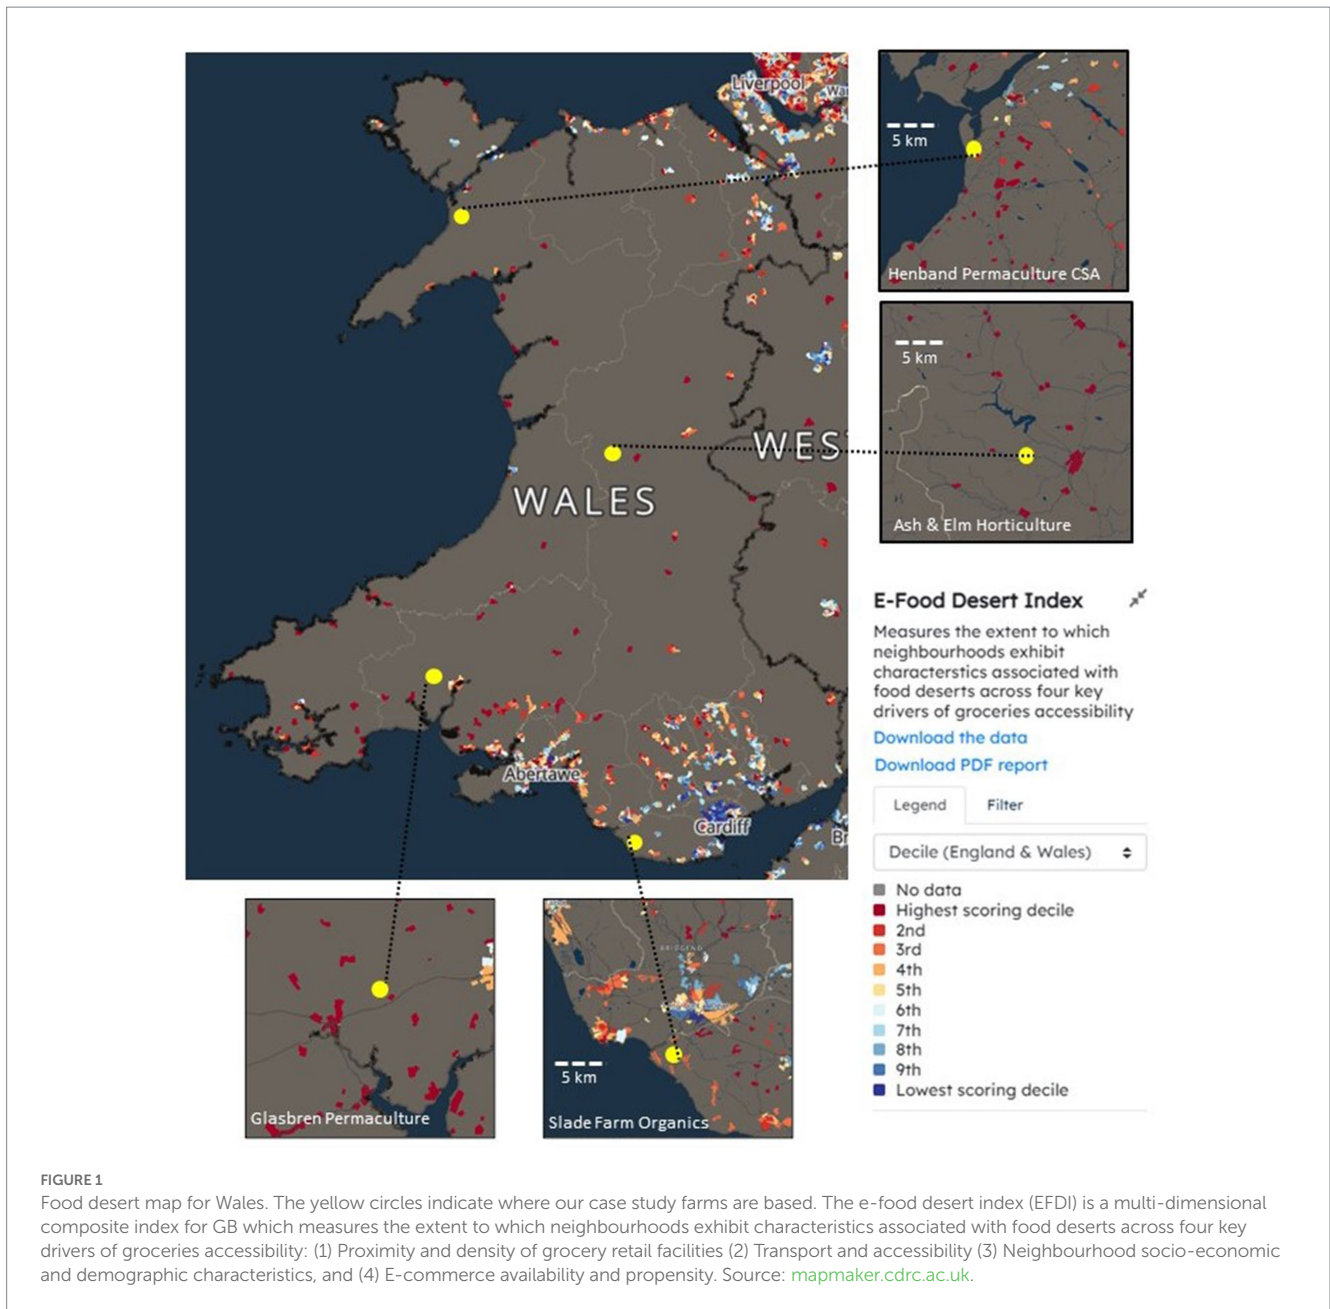 Liverpool
WALES
Abertawe
Cardiff
5 km
Henband Permaculture CSA
5 km
Ash & Elm Horticulture
Glasbren Permaculture
BRIDGEND
5 km
Slade Farm Organics
E-Food Desert Index
Measures the extent to which
neighbourhoods exhibit
characterstics associated with
food deserts across four key
drivers of groceries accessibility
Download the data
Download PDF report
Legend Filter
Decile (England & Wales)
No data
Highest scoring decile
2nd
3rd
4th
5th
6th
7th
8th
9th
Lowest scoring decile
FIGURE 1
Food desert map for Wales. The yellow circles indicate where our case study farms are based. The e-food desert index (EFDI) is a multi-dimensional
composite index for GB which measures the extent to which neighbourhoods exhibit characteristics associated with food deserts across four key
drivers of groceries accessibility: (1) Proximity and density of grocery retail facilities (2) Transport and accessibility (3) Neighbourhood socio-economic
and demographic characteristics, and (4) E-commerce availability and propensity. Source: mapmaker.cdrc.ac.uk.